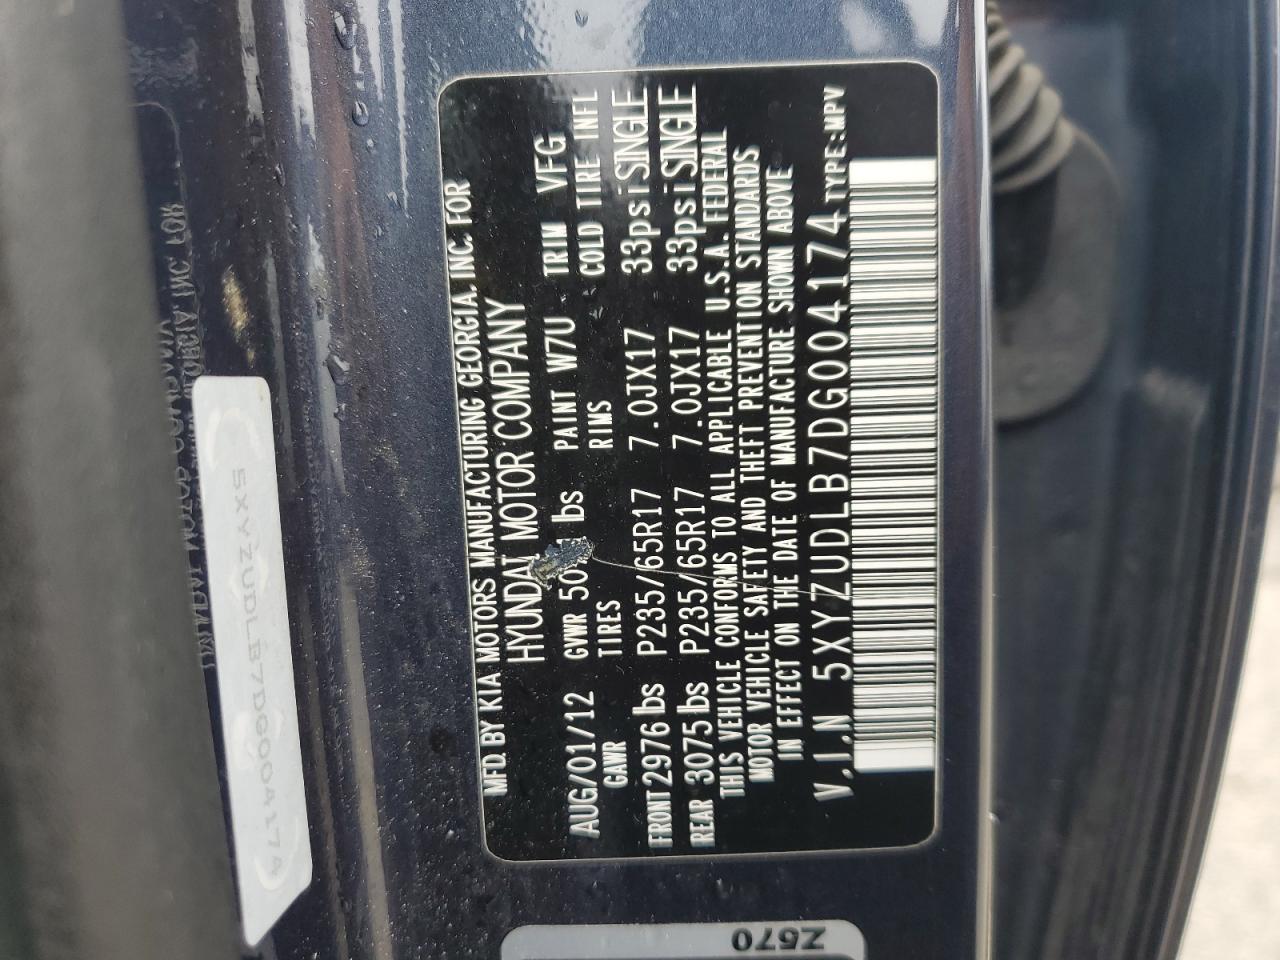 MFD. BY KIA MOTORS MANUFACTURING GEORGIA, INC. FOR
HYUNDAI MOTOR COMPANY
AUG/01/12 GVWR lbs PAINT W7U TRIM VFG
GAWR TIRES RIMS COLD TIRE INFL
FRONT 2976 lbs P235/65R17 7.0JX17 33psi SINGLE
REAR 3075 lbs P235/65R17 7.0JX17 33psi SINGLE
THIS VEHICLE CONFORMS TO ALL APPLICABLE U.S.A. FEDERAL
MOTOR VEHICLE SAFETY AND THEFT PREVENTION STANDARDS
IN EFFECT ON THE DATE OF MANUFACTURE SHOWN ABOVE
V.I.N 5XYZUDLB7DG004174 TYPE:MPV
5XYZUDLB7DG004174
Z570